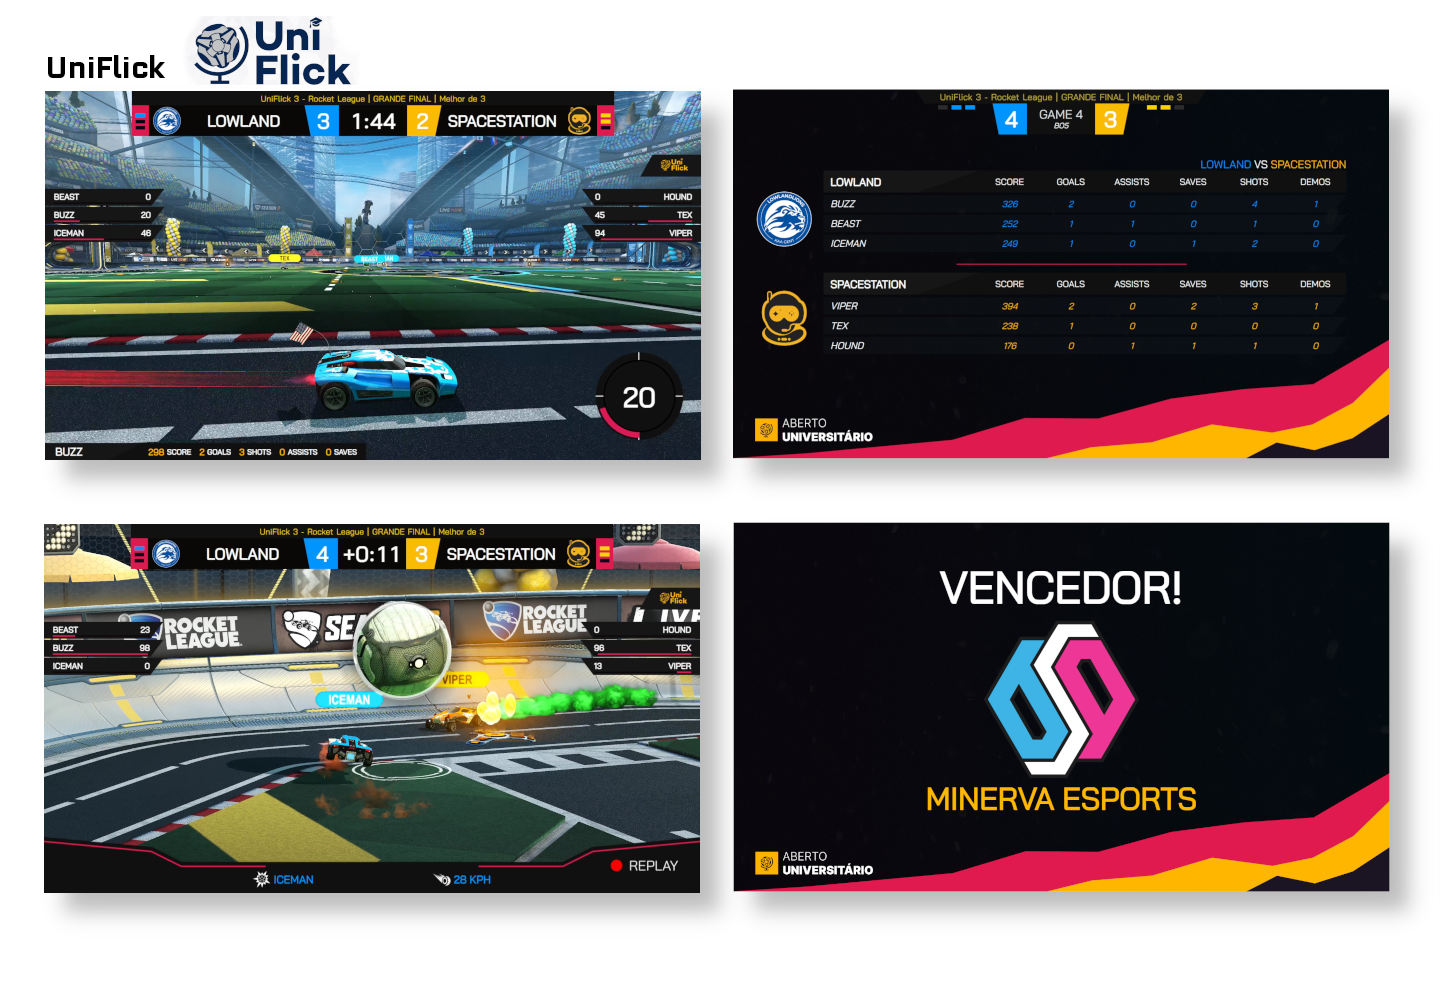 UniFlick
Uni
Flick
UniFlick 3 - Rocket League | GRANDE FINAL | Melhor de 3
LOWLAND 3 1:44 2 SPACESTATION
Uni
Flick
BEAST 0
BUZZ 20
ICEMAN 46
0 HOUND
45 TEX
94 VIPER
TEX
BEAST
20
BUZZ 298 SCORE 2 GOALS 3 SHOTS 0 ASSISTS 0 SAVES
UniFlick 3 - Rocket League | GRANDE FINAL | Melhor de 3
4 GAME 4 3
BO5
LOWLAND VS SPACESTATION
LOWLAND SCORE GOALS ASSISTS SAVES SHOTS DEMOS
BUZZ 326 2 0 0 4 1
BEAST 252 1 1 0 1 0
ICEMAN 249 1 0 1 2 0
SPACESTATION SCORE GOALS ASSISTS SAVES SHOTS DEMOS
VIPER 394 2 0 2 3 1
TEX 238 1 0 0 0 0
HOUND 176 0 1 1 1 0
ABERTO
UNIVERSITÁRIO
UniFlick 3 - Rocket League | GRANDE FINAL | Melhor de 3
LOWLAND 4 +0:11 3 SPACESTATION
Uni
Flick
ROCKET
LEAGUE
SEA
ROCKET
LEAGUE
LIVE
BEAST 23
BUZZ 98
ICEMAN 0
0 HOUND
96 TEX
13 VIPER
VIPER
ICEMAN
REPLAY
ICEMAN 28 KPH
VENCEDOR!
MINERVA ESPORTS
ABERTO
UNIVERSITÁRIO